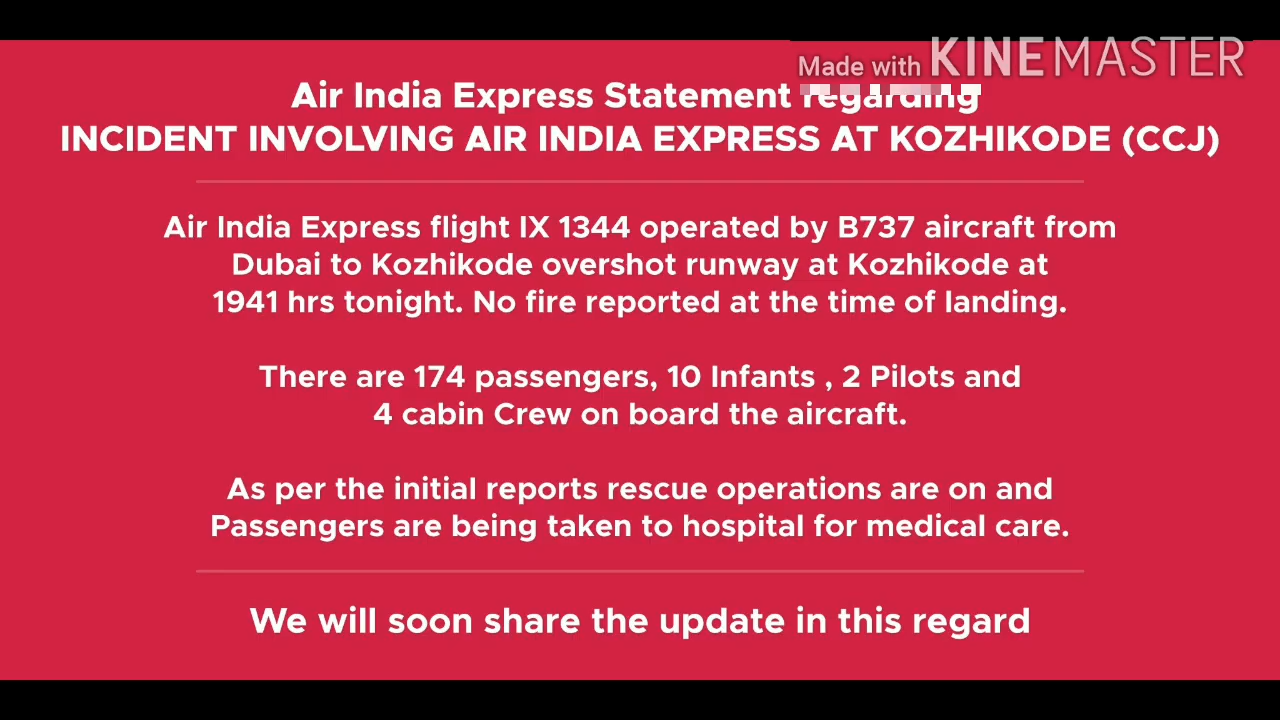 Made with KINEMASTER
Air India Express Statement regarding
INCIDENT INVOLVING AIR INDIA EXPRESS AT KOZHIKODE (CCJ)
Air India Express flight IX 1344 operated by B737 aircraft from
Dubai to Kozhikode overshot runway at Kozhikode at
1941 hrs tonight. No fire reported at the time of landing.
There are 174 passengers, 10 Infants , 2 Pilots and
4 cabin Crew on board the aircraft.
As per the initial reports rescue operations are on and
Passengers are being taken to hospital for medical care.
We will soon share the update in this regard